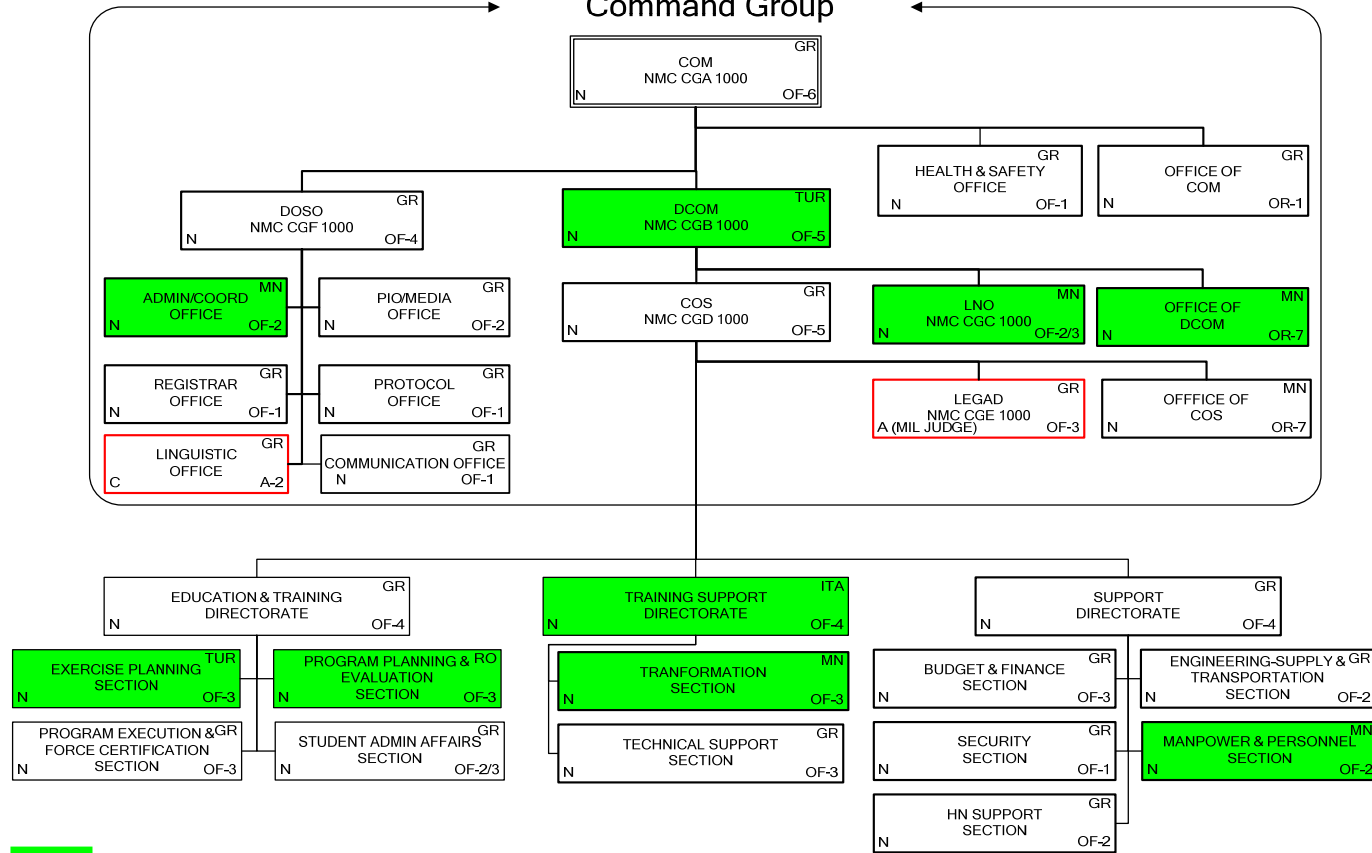 Command Group
GR
COM
NMC CGA 1000
N OF-6
GR
HEALTH & SAFETY
OFFICE
N OF-1
GR
OFFICE OF
COM
N OR-1
GR
DOSO
NMC CGF 1000
N OF-4
TUR
DCOM
NMC CGB 1000
N OF-5
MN
ADMIN/COORD
OFFICE
N OF-2
GR
PIO/MEDIA
OFFICE
N OF-2
GR
COS
NMC CGD 1000
N OF-5
MN
LNO
NMC CGC 1000
N OF-2/3
MN
OFFICE OF
DCOM
N OR-7
GR
REGISTRAR
OFFICE
N OF-1
GR
PROTOCOL
OFFICE
N OF-1
GR
LEGAD
NMC CGE 1000
A (MIL JUDGE) OF-3
MN
OFFFICE OF
COS
N OR-7
GR
LINGUISTIC
OFFICE
C A-2
GR
COMMUNICATION OFFICE
N OF-1
GR
EDUCATION & TRAINING
DIRECTORATE
N OF-4
ITA
TRAINING SUPPORT
DIRECTORATE
N OF-4
GR
SUPPORT
DIRECTORATE
N OF-4
TUR
EXERCISE PLANNING
SECTION
N OF-3
PROGRAM PLANNING & RO
EVALUATION
SECTION
N OF-3
MN
TRANFORMATION
SECTION
N OF-3
GR
BUDGET & FINANCE
SECTION
N OF-3
ENGINEERING-SUPPLY & GR
TRANSPORTATION
SECTION
N OF-2
PROGRAM EXECUTION & GR
FORCE CERTIFICATION
SECTION
N OF-3
GR
STUDENT ADMIN AFFAIRS
SECTION
N OF-2/3
GR
TECHNICAL SUPPORT
SECTION
N OF-3
GR
SECURITY
SECTION
N OF-1
MN
MANPOWER & PERSONNEL
SECTION
N OF-2
GR
HN SUPPORT
SECTION
N OF-2